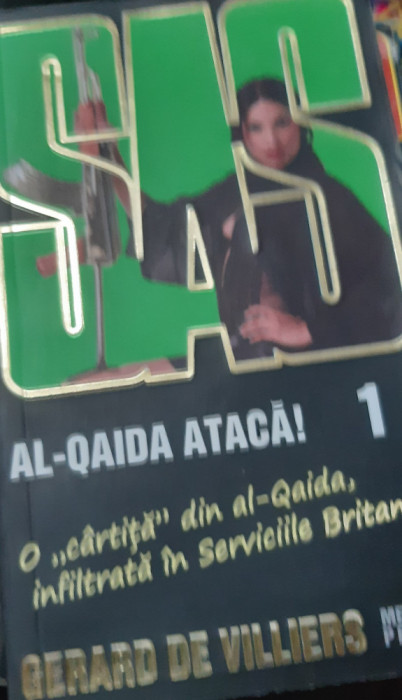 SAS
AL-QAIDA ATACĂ! 1
O „cârtiță” din al-Qaida,
infiltrată în Serviciile Britan
GERARD DE VILLIERS